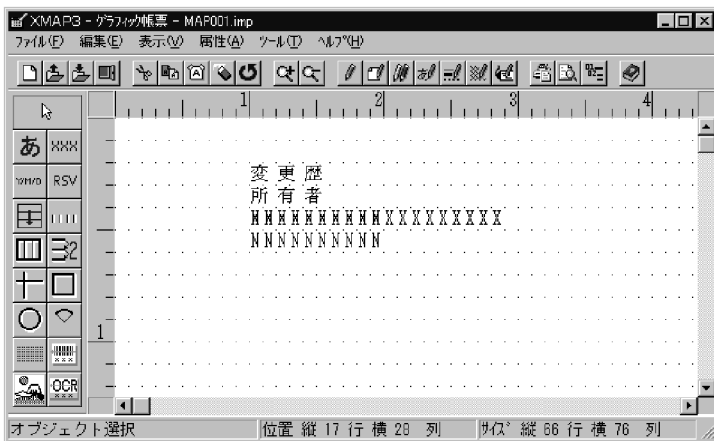 XMAP3 - ｸﾞﾗﾌｨｯｸ帳票 - MAP001.imp
ﾌｧｲﾙ(F) 編集(E) 表示(V) 属性(A) ﾂｰﾙ(T) ﾍﾙﾌﾟ(H)
1 2 3 4
あ XXX
Y/M/D RSV
変更歴
所有者
NNNNNNNNNNXXXXXXXXX
NNNNNNNNNN
2
1
OCR
オブジェクト選択 位置 縦 17 行 横 28 列 ｻｲｽﾞ 縦 66 行 横 76 列